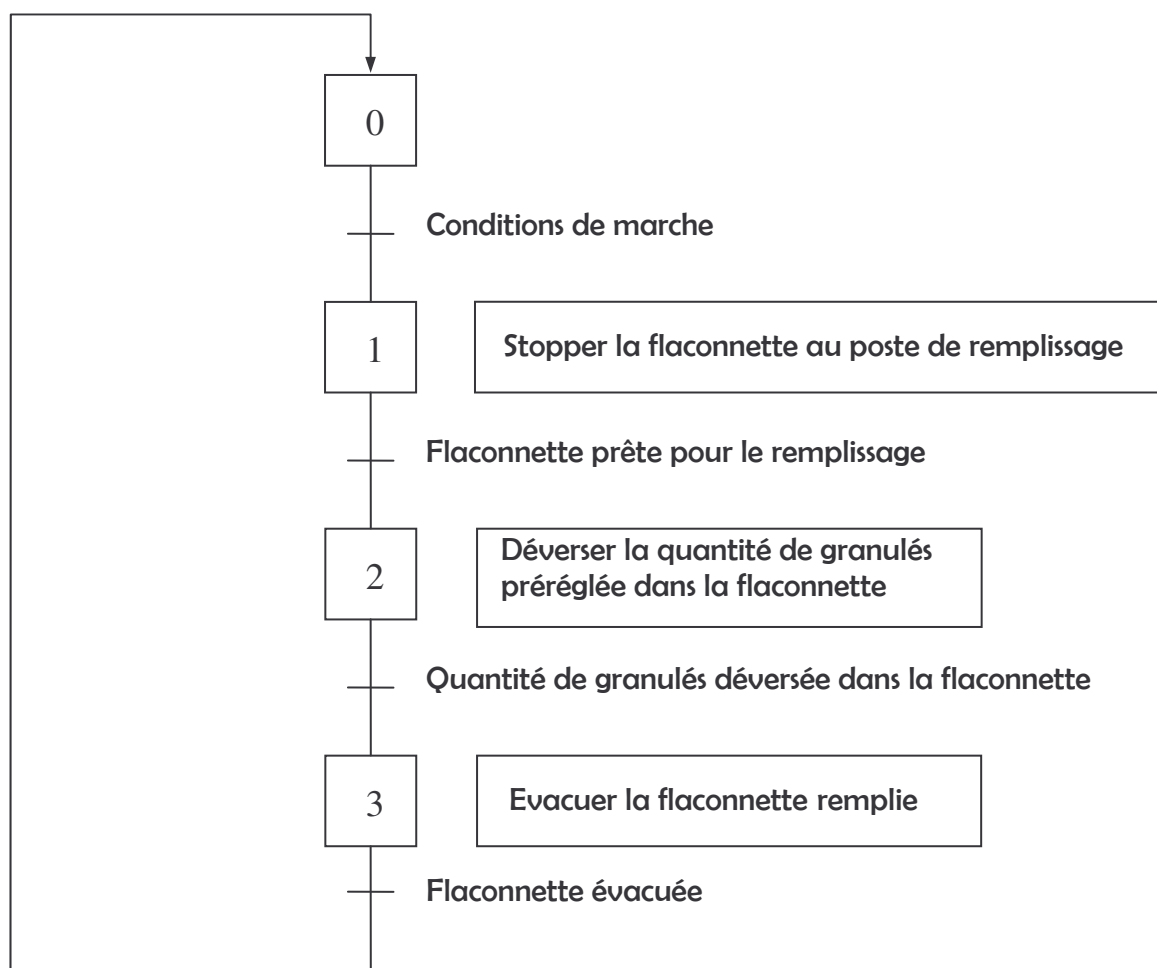 0
Conditions de marche
1
Stopper la flaconnette au poste de remplissage
Flaconnette prête pour le remplissage
2
Déverser la quantité de granulés
préréglée dans la flaconnette
Quantité de granulés déversée dans la flaconnette
3
Evacuer la flaconnette remplie
Flaconnette évacuée